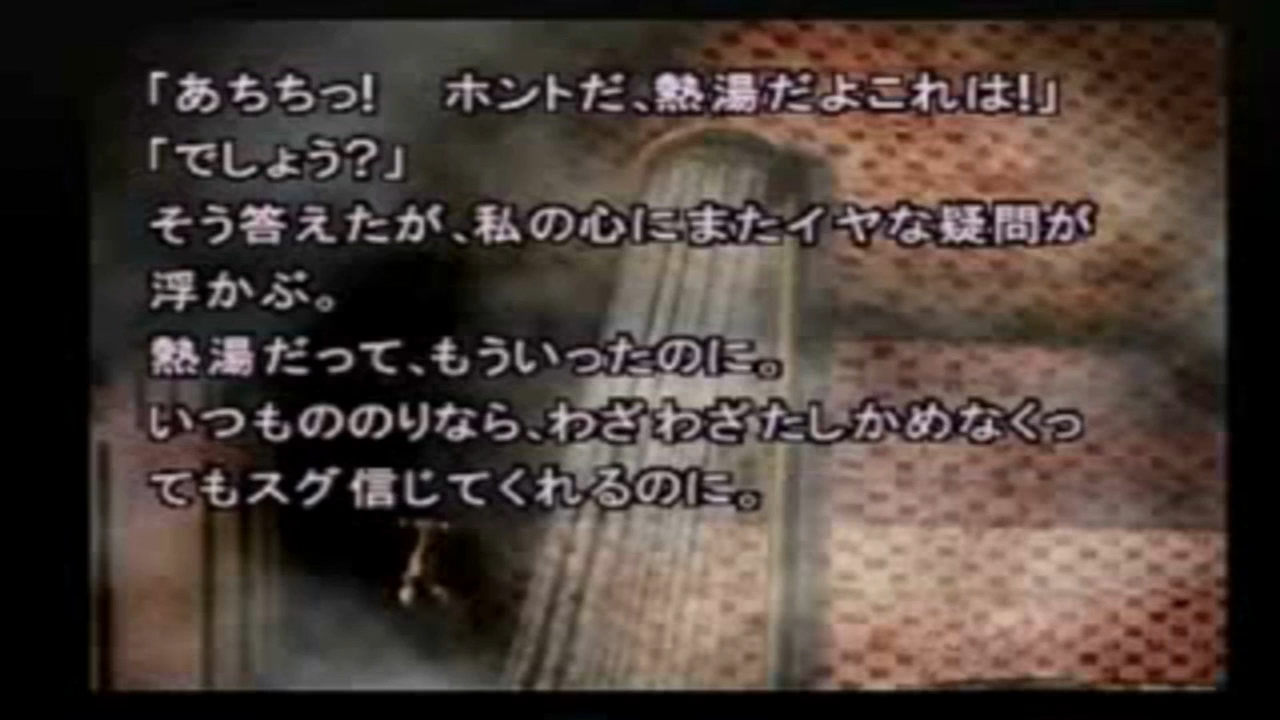 「あちちっ!　ホントだ、熱湯だよこれは!」
「でしょう?」
そう答えたが、私の心にまたイヤな疑問が
浮かぶ。
熱湯だって、もういったのに。
いつもののりなら、わざわざたしかめなくっ
てもスグ信じてくれるのに。